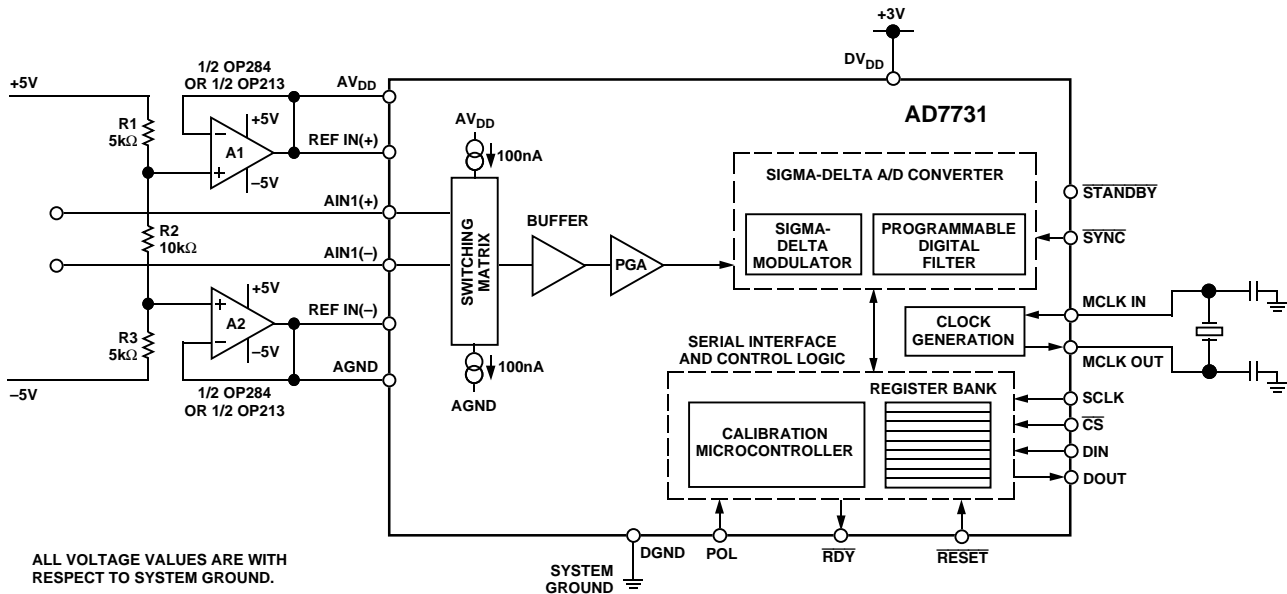 +3V
DVDD
1/2 OP284
OR 1/2 OP213
AVDD
+5V
R1
5kΩ
–
+5V
A1
+
–5V
REF IN(+)
AIN1(+)
R2
10kΩ
AIN1(–)
+
+5V
A2
–
–5V
REF IN(–)
R3
5kΩ
AGND
–5V
1/2 OP284
OR 1/2 OP213
AD7731
AVDD
100nA
SWITCHING
MATRIX
100nA
AGND
BUFFER
PGA
SIGMA-DELTA A/D CONVERTER
SIGMA-
DELTA
MODULATOR
PROGRAMMABLE
DIGITAL
FILTER
STANDBY
SYNC
MCLK IN
CLOCK
GENERATION
MCLK OUT
SERIAL INTERFACE
AND CONTROL LOGIC
REGISTER BANK
CALIBRATION
MICROCONTROLLER
SCLK
CS
DIN
DOUT
DGND
POL
RDY
RESET
SYSTEM
GROUND
ALL VOLTAGE VALUES ARE WITH
RESPECT TO SYSTEM GROUND.